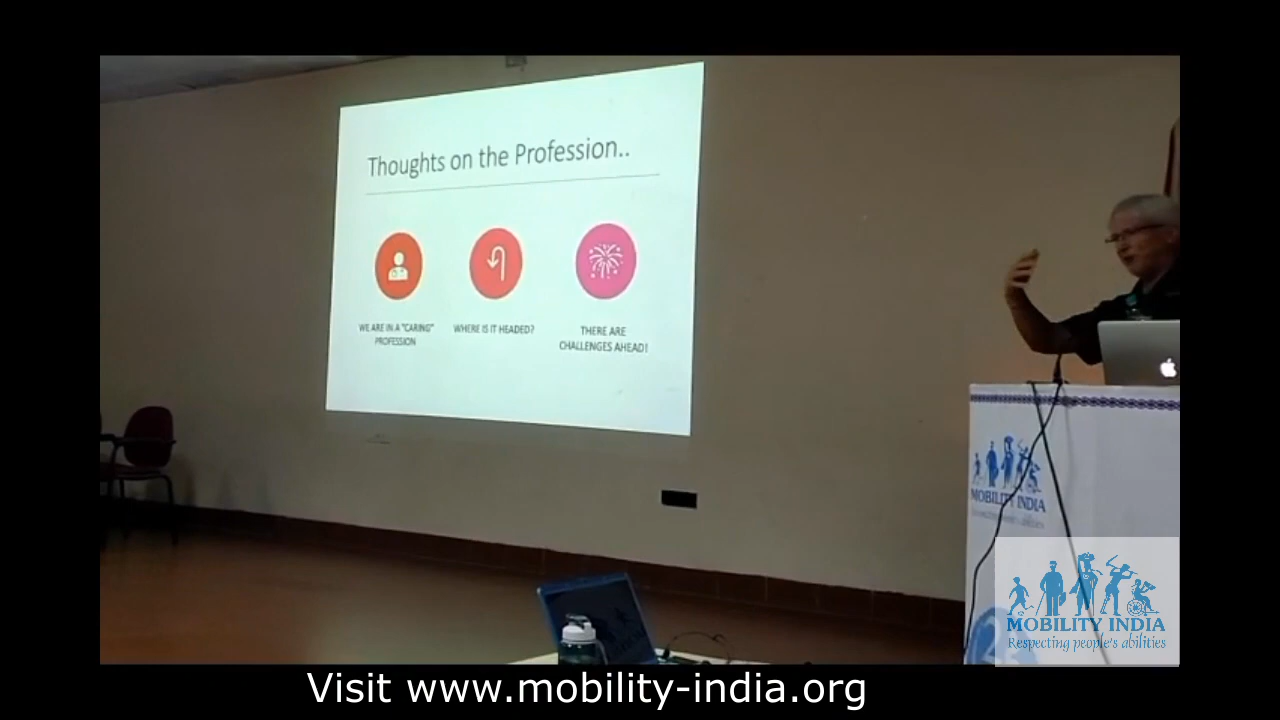 Thoughts on the Profession..
WE ARE IN A "CARING"
PROFESSION
WHERE IS IT HEADED?
THERE ARE
CHALLENGES AHEAD!
MOBILITY INDIA
MOBILITY INDIA
Respecting people's abilities
Visit www.mobility-india.org